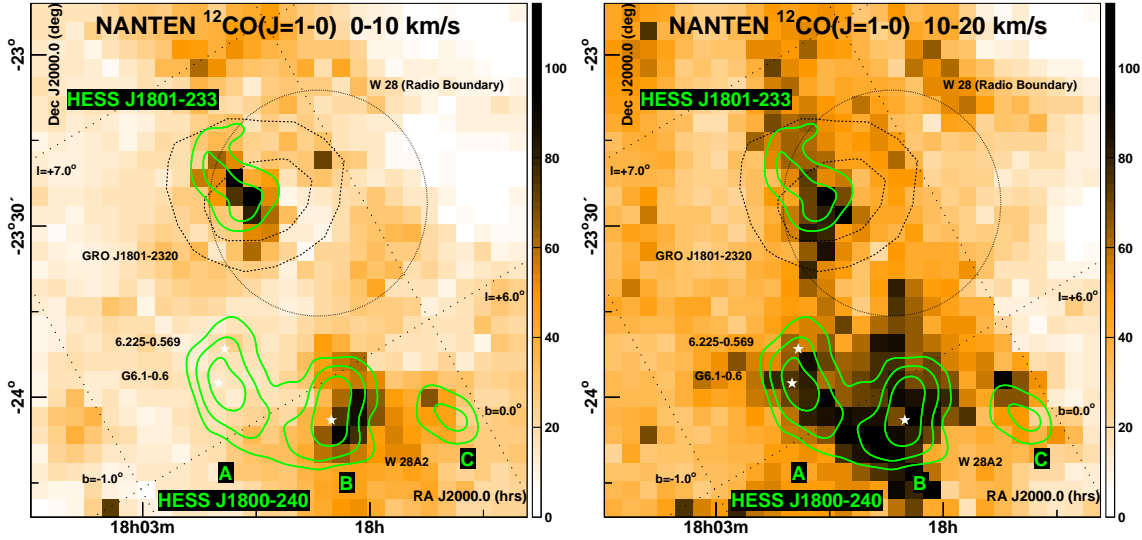 NANTEN ¹²CO(J=1-0) 0-10 km/s
Dec J2000.0 (deg)
W 28 (Radio Boundary)
HESS J1801-233
l=+7.0°
GRO J1801-2320
l=+6.0°
6.225-0.569
G6.1-0.6
b=0.0°
W 28A2
b=-1.0°
A
B
C
HESS J1800-240
RA J2000.0 (hrs)
-23°
-23°30´
-24°
18h03m
18h
100
80
60
40
20
0
NANTEN ¹²CO(J=1-0) 10-20 km/s
Dec J2000.0 (deg)
W 28 (Radio Boundary)
HESS J1801-233
l=+7.0°
GRO J1801-2320
l=+6.0°
6.225-0.569
G6.1-0.6
b=0.0°
W 28A2
b=-1.0°
A
B
C
HESS J1800-240
RA J2000.0 (hrs)
-23°
-23°30´
-24°
18h03m
18h
100
80
60
40
20
0